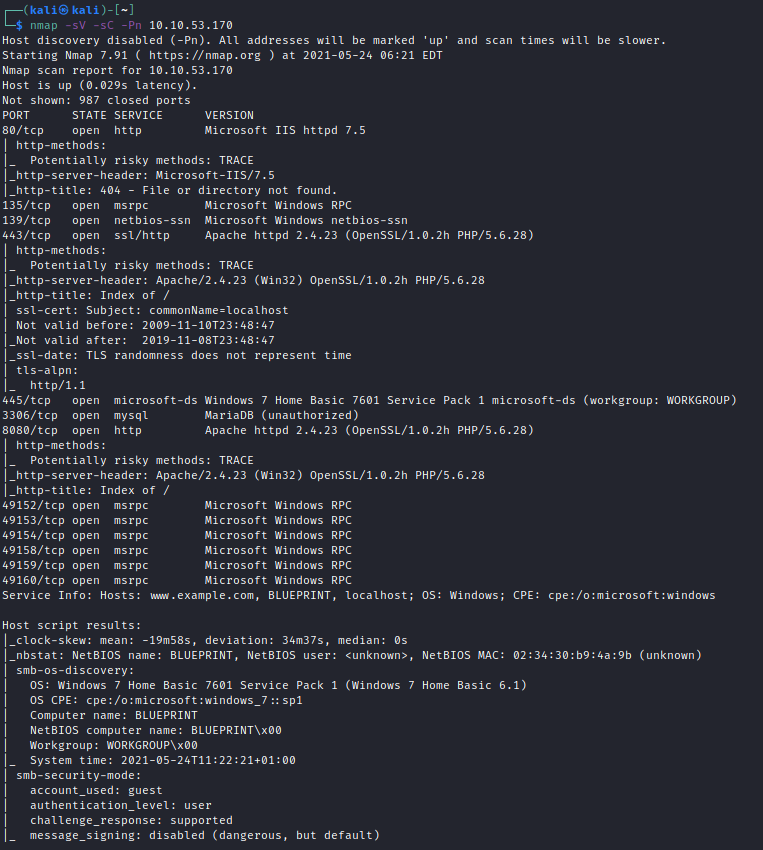 ┌──(kali㉿kali)-[~]
└─$ nmap -sV -sC -Pn 10.10.53.170
Host discovery disabled (-Pn). All addresses will be marked 'up' and scan times will be slower.
Starting Nmap 7.91 ( https://nmap.org ) at 2021-05-24 06:21 EDT
Nmap scan report for 10.10.53.170
Host is up (0.029s latency).
Not shown: 987 closed ports
PORT      STATE SERVICE      VERSION
80/tcp    open  http         Microsoft IIS httpd 7.5
| http-methods:
|_  Potentially risky methods: TRACE
|_http-server-header: Microsoft-IIS/7.5
|_http-title: 404 - File or directory not found.
135/tcp   open  msrpc        Microsoft Windows RPC
139/tcp   open  netbios-ssn  Microsoft Windows netbios-ssn
443/tcp   open  ssl/http     Apache httpd 2.4.23 (OpenSSL/1.0.2h PHP/5.6.28)
| http-methods:
|_  Potentially risky methods: TRACE
|_http-server-header: Apache/2.4.23 (Win32) OpenSSL/1.0.2h PHP/5.6.28
|_http-title: Index of /
| ssl-cert: Subject: commonName=localhost
| Not valid before: 2009-11-10T23:48:47
|_Not valid after:  2019-11-08T23:48:47
|_ssl-date: TLS randomness does not represent time
| tls-alpn:
|_  http/1.1
445/tcp   open  microsoft-ds Windows 7 Home Basic 7601 Service Pack 1 microsoft-ds (workgroup: WORKGROUP)
3306/tcp  open  mysql        MariaDB (unauthorized)
8080/tcp  open  http         Apache httpd 2.4.23 (OpenSSL/1.0.2h PHP/5.6.28)
| http-methods:
|_  Potentially risky methods: TRACE
|_http-server-header: Apache/2.4.23 (Win32) OpenSSL/1.0.2h PHP/5.6.28
|_http-title: Index of /
49152/tcp open  msrpc        Microsoft Windows RPC
49153/tcp open  msrpc        Microsoft Windows RPC
49154/tcp open  msrpc        Microsoft Windows RPC
49158/tcp open  msrpc        Microsoft Windows RPC
49159/tcp open  msrpc        Microsoft Windows RPC
49160/tcp open  msrpc        Microsoft Windows RPC
Service Info: Hosts: www.example.com, BLUEPRINT, localhost; OS: Windows; CPE: cpe:/o:microsoft:windows

Host script results:
|_clock-skew: mean: -19m58s, deviation: 34m37s, median: 0s
|_nbstat: NetBIOS name: BLUEPRINT, NetBIOS user: <unknown>, NetBIOS MAC: 02:34:30:b9:4a:9b (unknown)
| smb-os-discovery:
|   OS: Windows 7 Home Basic 7601 Service Pack 1 (Windows 7 Home Basic 6.1)
|   OS CPE: cpe:/o:microsoft:windows_7::sp1
|   Computer name: BLUEPRINT
|   NetBIOS computer name: BLUEPRINT\x00
|   Workgroup: WORKGROUP\x00
|_  System time: 2021-05-24T11:22:21+01:00
| smb-security-mode:
|   account_used: guest
|   authentication_level: user
|   challenge_response: supported
|_  message_signing: disabled (dangerous, but default)